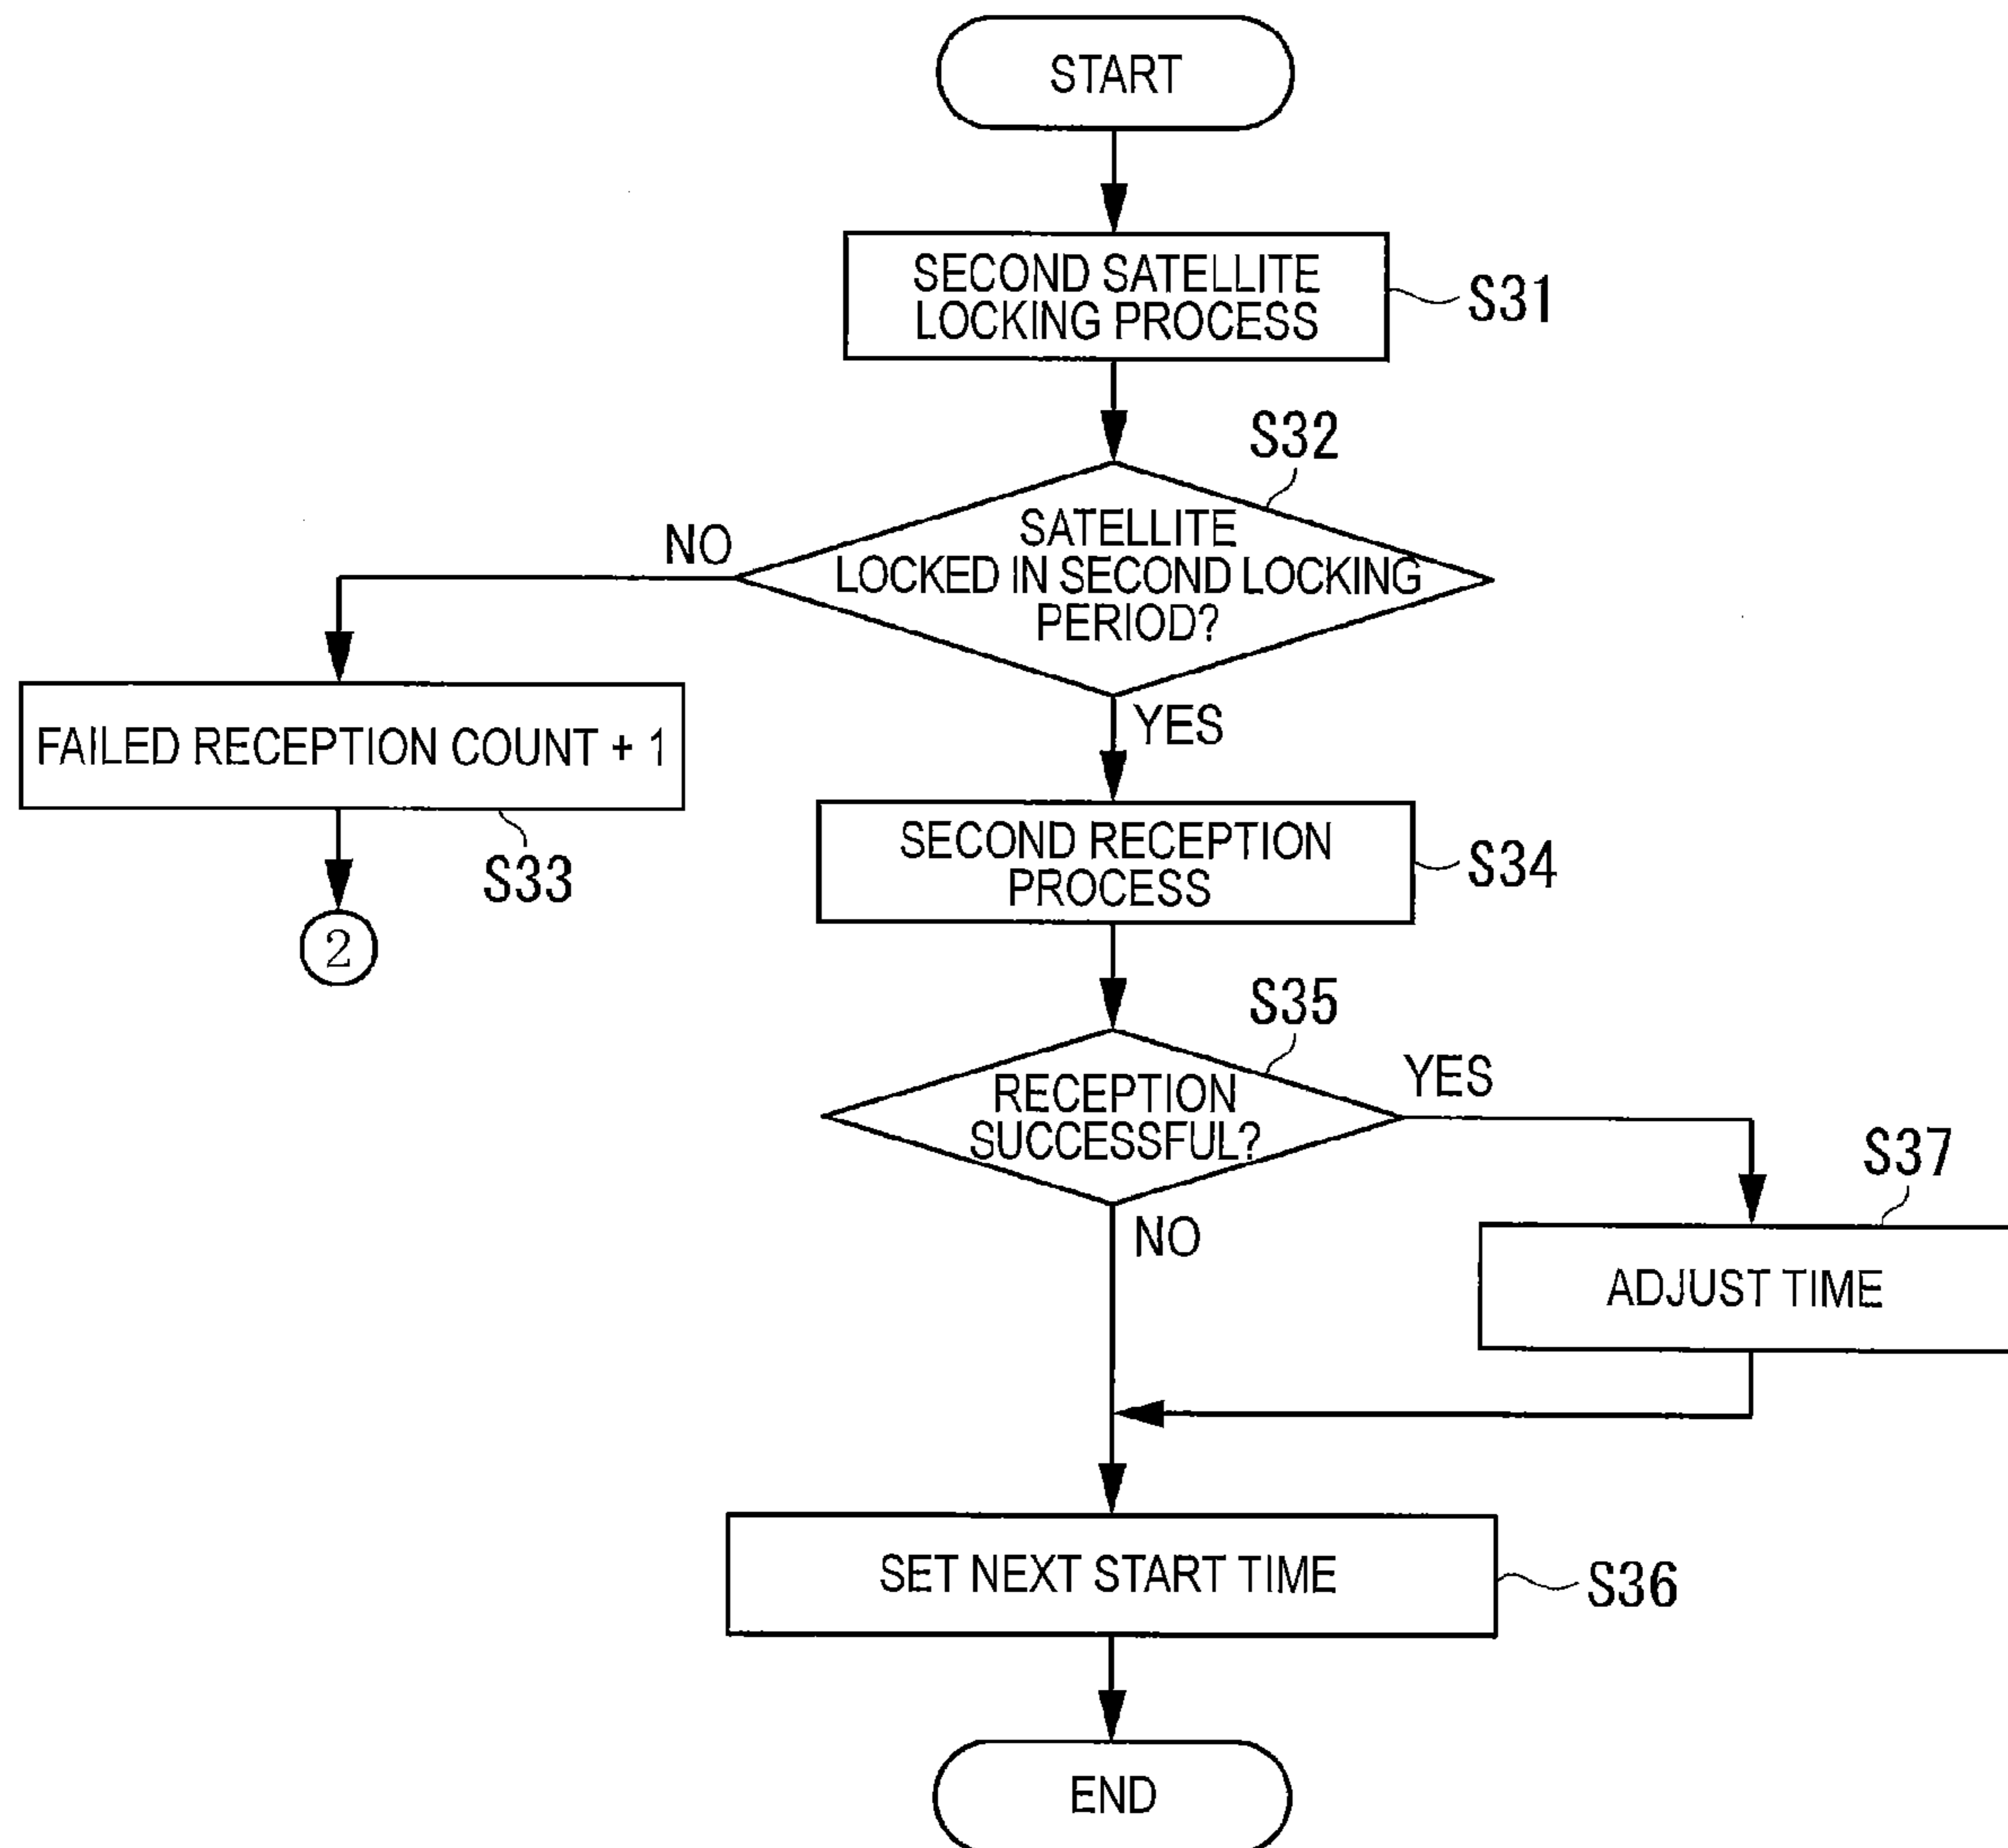 START
SECOND SATELLITE
LOCKING PROCESS
S31
S32
SATELLITE
LOCKED IN SECOND LOCKING
PERIOD?
NO
YES
FAILED RECEPTION COUNT + 1
S33
2
SECOND RECEPTION
PROCESS
S34
S35
RECEPTION
SUCCESSFUL?
YES
NO
S37
ADJUST TIME
SET NEXT START TIME
S36
END